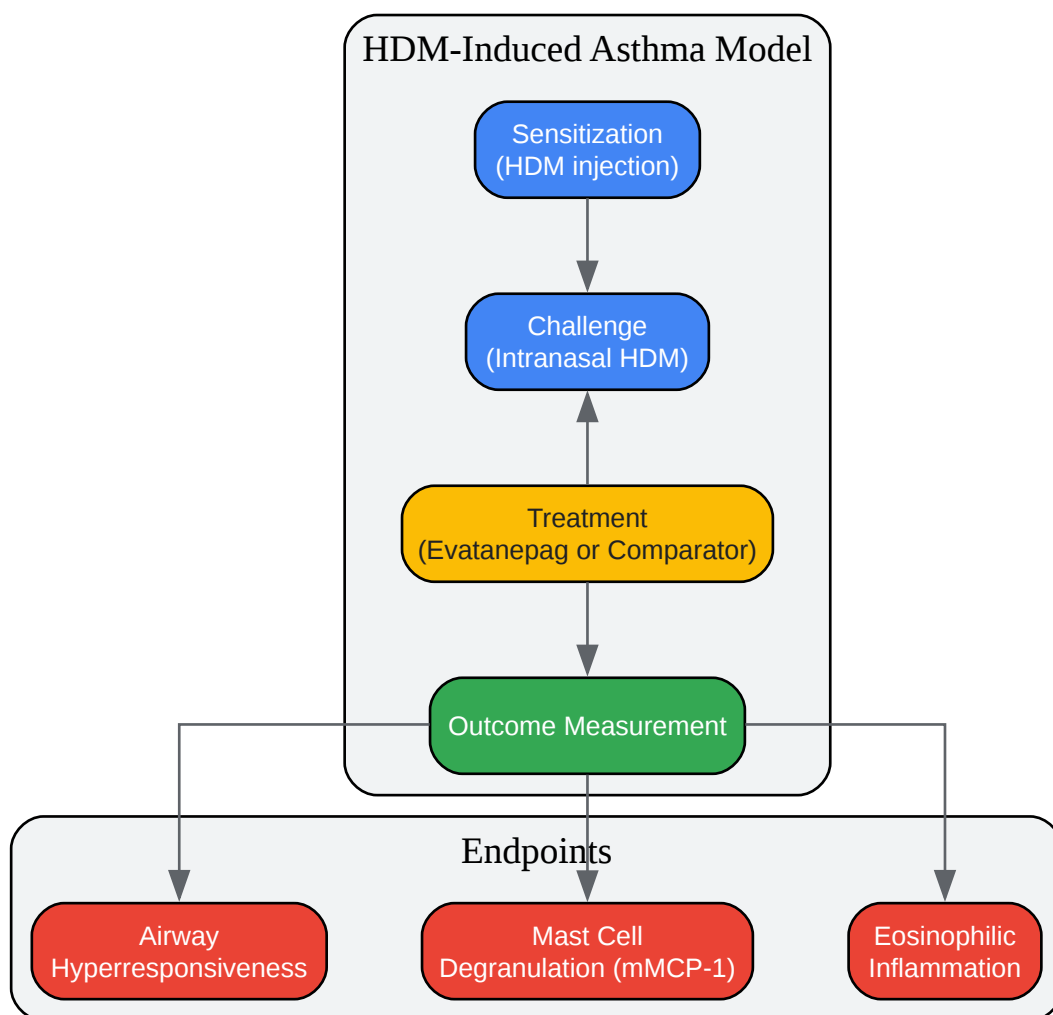 HDM-Induced Asthma Model
Sensitization
(HDM injection)
Challenge
(Intranasal HDM)
Treatment
(Evatanepag or Comparator)
Outcome Measurement
Endpoints
Airway
Hyperresponsiveness
Mast Cell
Degranulation (mMCP-1)
Eosinophilic
Inflammation